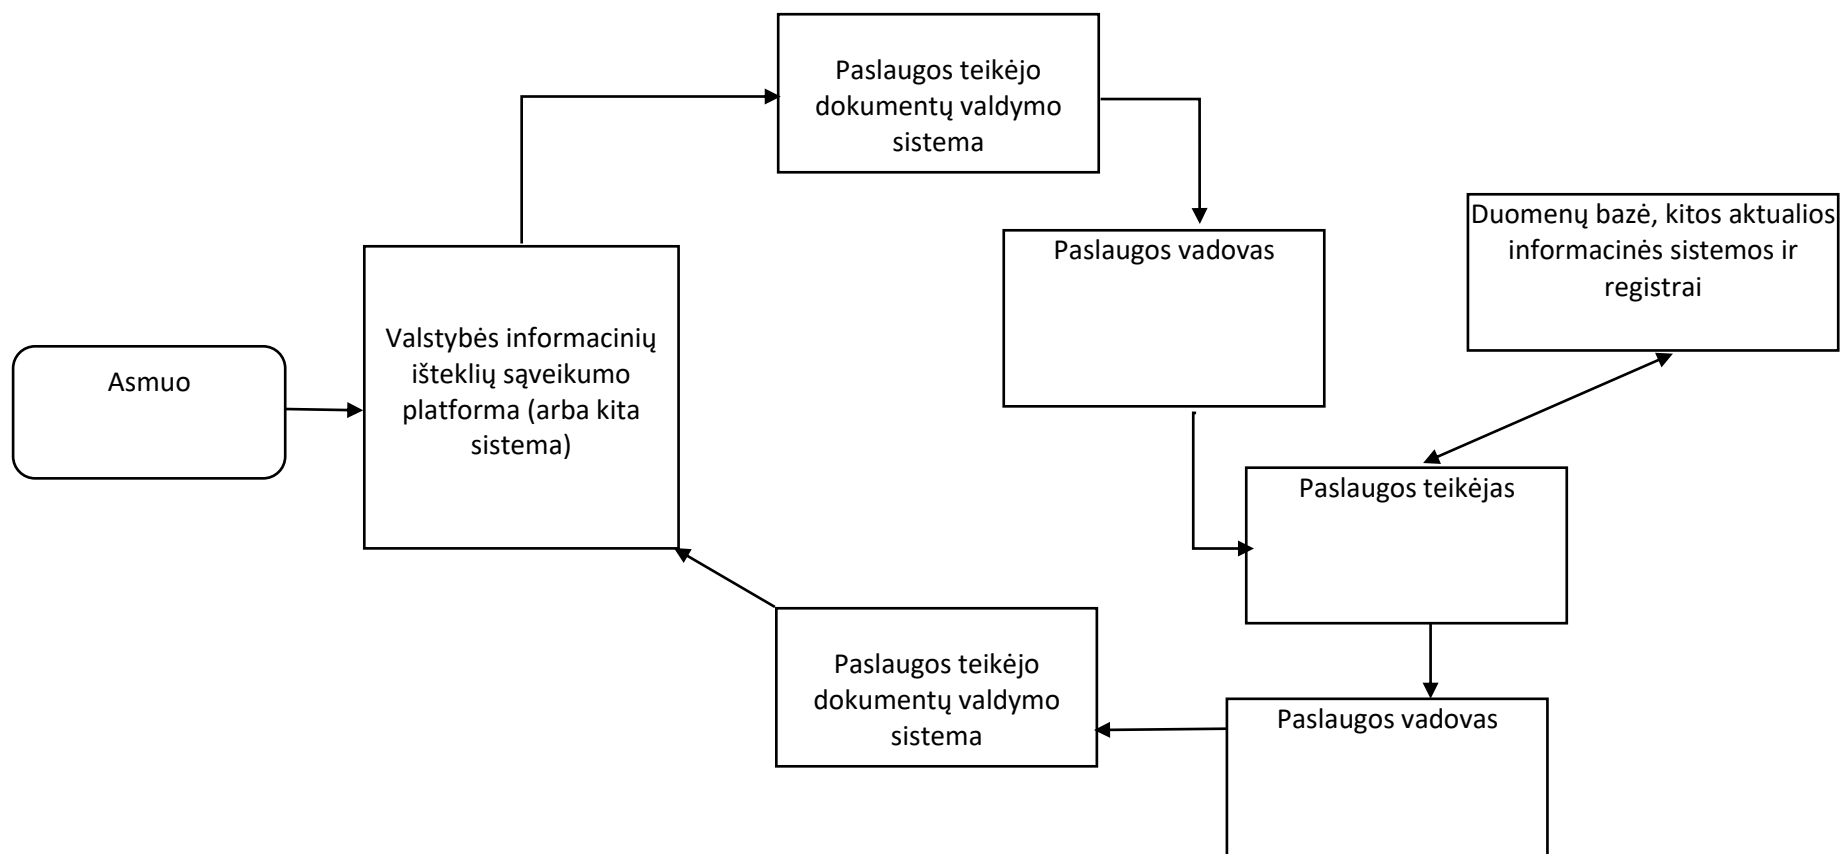 Paslaugos teikėjo
dokumentų valdymo
sistema
Duomenų bazė, kitos aktualios
informacinės sistemos ir
registrai
Paslaugos vadovas
Valstybės informacinių
išteklių sąveikumo
platforma (arba kita
sistema)
Asmuo
Paslaugos teikėjas
Paslaugos teikėjo
dokumentų valdymo
sistema
Paslaugos vadovas